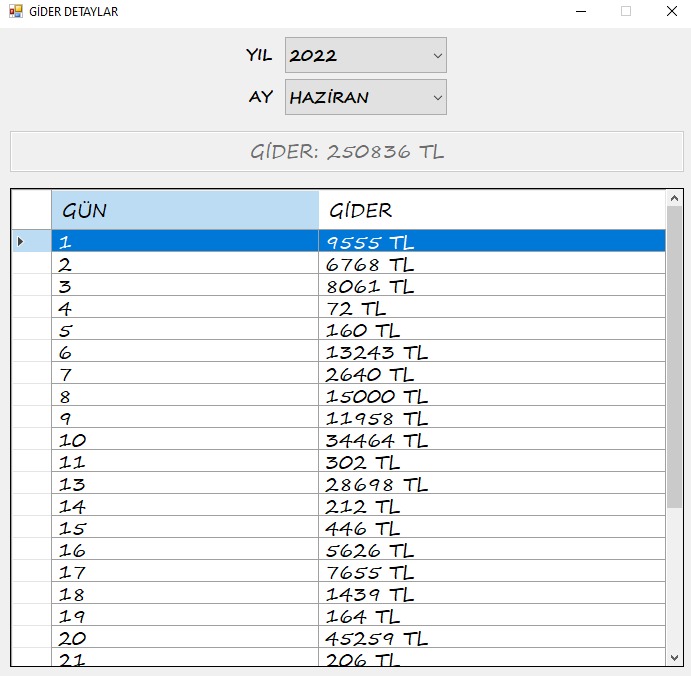 GİDER DETAYLAR
YIL 2022
AY HAZİRAN
GİDER: 250836 TL
GÜN GİDER
1 9555 TL
2 6768 TL
3 8061 TL
4 72 TL
5 160 TL
6 13243 TL
7 2640 TL
8 15000 TL
9 11958 TL
10 34464 TL
11 302 TL
13 28698 TL
14 212 TL
15 446 TL
16 5626 TL
17 7655 TL
18 1439 TL
19 164 TL
20 45259 TL
21 206 TL